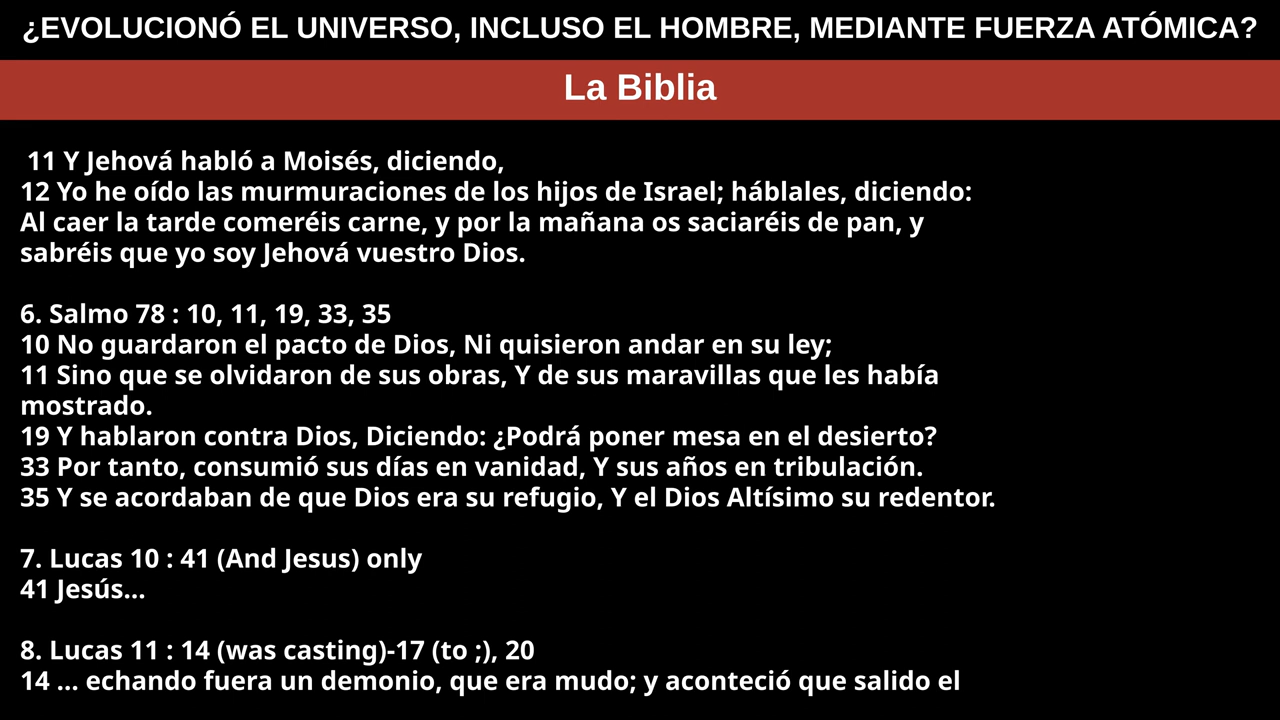 ¿EVOLUCIONÓ EL UNIVERSO, INCLUSO EL HOMBRE, MEDIANTE FUERZA ATÓMICA?
La Biblia
11 Y Jehová habló a Moisés, diciendo,
12 Yo he oído las murmuraciones de los hijos de Israel; háblales, diciendo:
Al caer la tarde comeréis carne, y por la mañana os saciaréis de pan, y
sabréis que yo soy Jehová vuestro Dios.
6. Salmo 78 : 10, 11, 19, 33, 35
10 No guardaron el pacto de Dios, Ni quisieron andar en su ley;
11 Sino que se olvidaron de sus obras, Y de sus maravillas que les había
mostrado.
19 Y hablaron contra Dios, Diciendo: ¿Podrá poner mesa en el desierto?
33 Por tanto, consumió sus días en vanidad, Y sus años en tribulación.
35 Y se acordaban de que Dios era su refugio, Y el Dios Altísimo su redentor.
7. Lucas 10 : 41 (And Jesus) only
41 Jesús...
8. Lucas 11 : 14 (was casting)-17 (to ;), 20
14 ... echando fuera un demonio, que era mudo; y aconteció que salido el